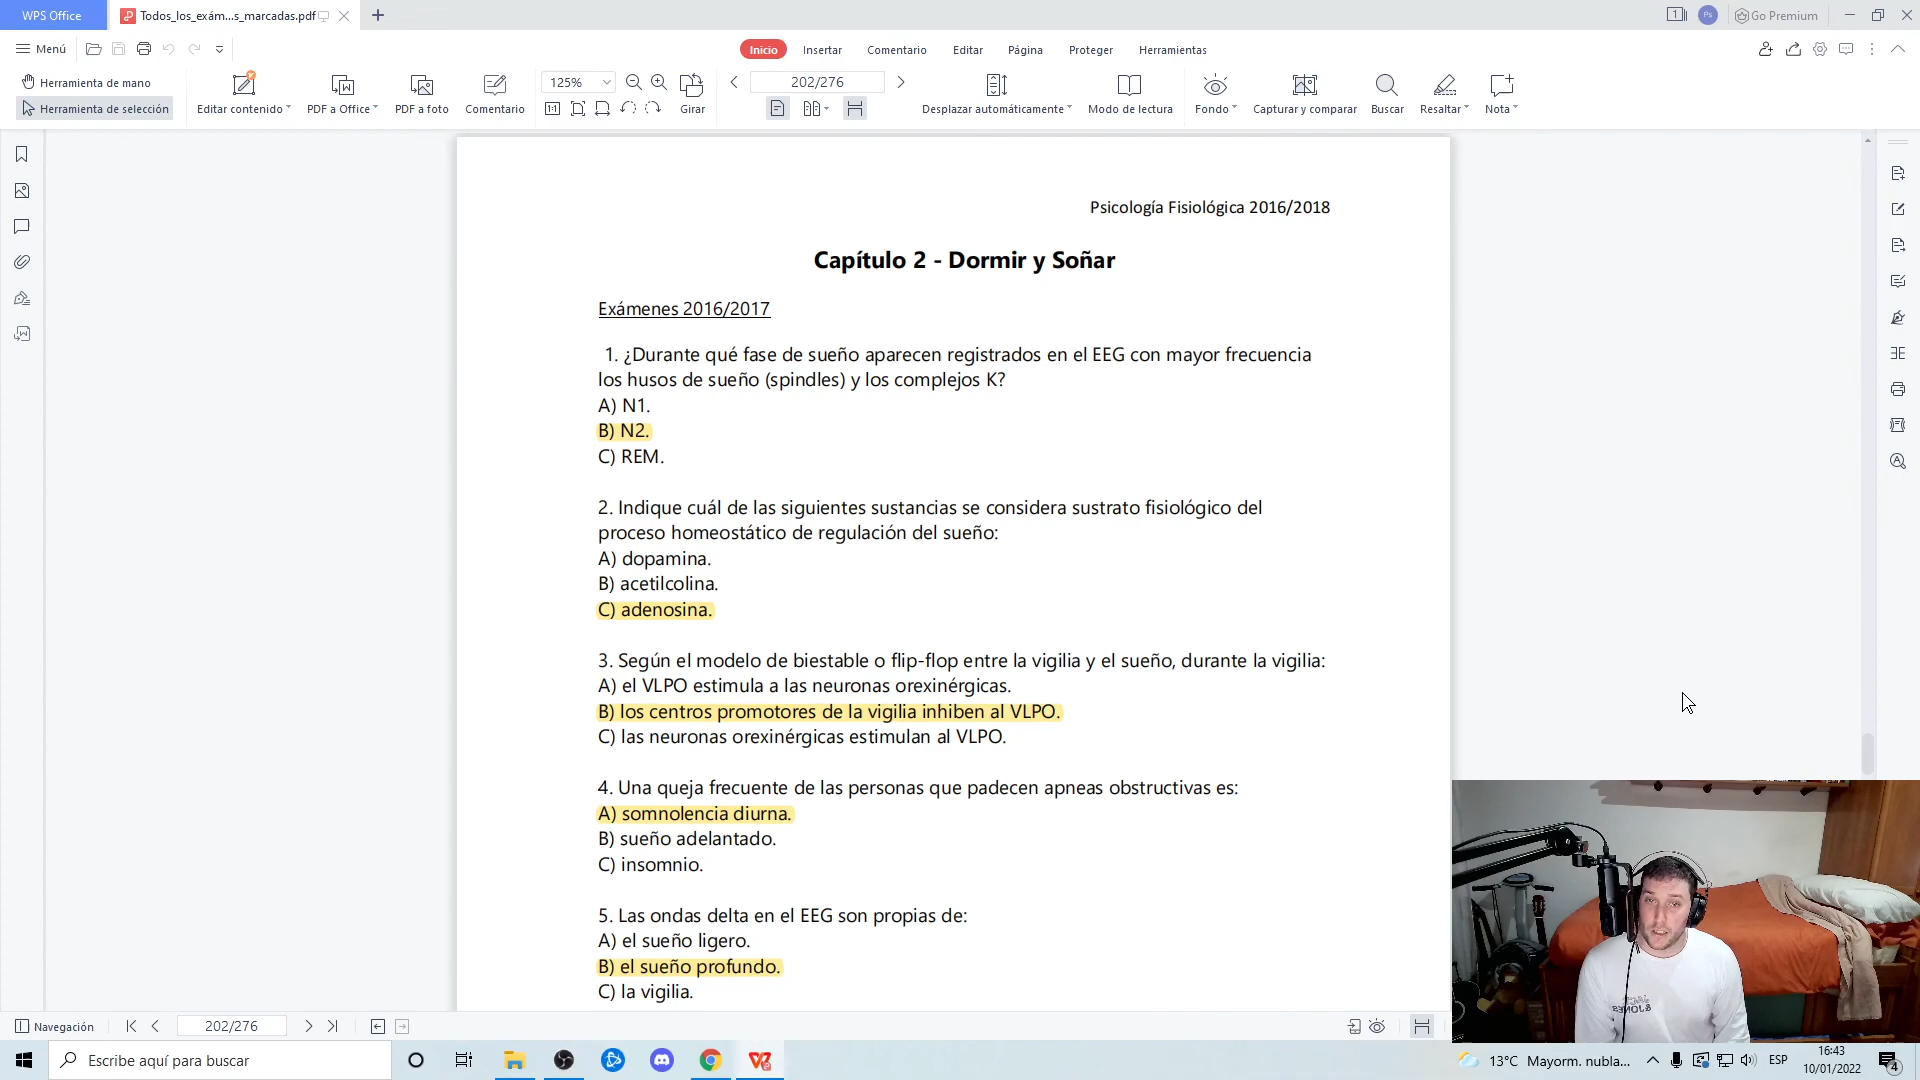 WPS Office
Todos_los_exám...s_marcadas.pdf
Go Premium
Menú
Inicio
Insertar
Comentario
Editar
Página
Proteger
Herramientas
Herramienta de mano
Herramienta de selección
Editar contenido
PDF a Office
PDF a foto
Comentario
125%
Girar
202/276
Desplazar automáticamente
Modo de lectura
Fondo
Capturar y comparar
Buscar
Resaltar
Nota
Psicología Fisiológica 2016/2018
Capítulo 2 - Dormir y Soñar
Exámenes 2016/2017
1. ¿Durante qué fase de sueño aparecen registrados en el EEG con mayor frecuencia
los husos de sueño (spindles) y los complejos K?
A) N1.
B) N2.
C) REM.
2. Indique cuál de las siguientes sustancias se considera sustrato fisiológico del
proceso homeostático de regulación del sueño:
A) dopamina.
B) acetilcolina.
C) adenosina.
3. Según el modelo de biestable o flip-flop entre la vigilia y el sueño, durante la vigilia:
A) el VLPO estimula a las neuronas orexinérgicas.
B) los centros promotores de la vigilia inhiben al VLPO.
C) las neuronas orexinérgicas estimulan al VLPO.
4. Una queja frecuente de las personas que padecen apneas obstructivas es:
A) somnolencia diurna.
B) sueño adelantado.
C) insomnio.
5. Las ondas delta en el EEG son propias de:
A) el sueño ligero.
B) el sueño profundo.
C) la vigilia.
Navegación
202/276
Escribe aquí para buscar
13°C Mayorm. nubla...
ESP
16:43
10/01/2022
4